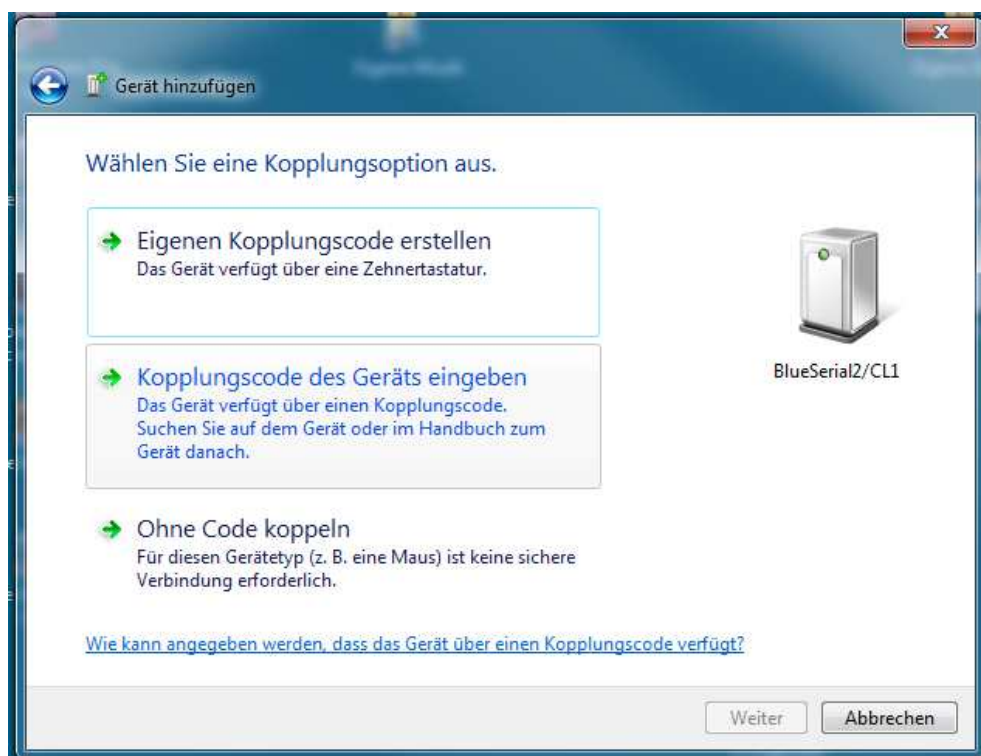 Gerät hinzufügen
Wählen Sie eine Kopplungsoption aus.
Eigenen Kopplungscode erstellen
Das Gerät verfügt über eine Zehnertastatur.
Kopplungscode des Geräts eingeben
Das Gerät verfügt über einen Kopplungscode.
Suchen Sie auf dem Gerät oder im Handbuch zum
Gerät danach.
BlueSerial2/CL1
Ohne Code koppeln
Für diesen Gerätetyp (z. B. eine Maus) ist keine sichere
Verbindung erforderlich.
Wie kann angegeben werden, dass das Gerät über einen Kopplungscode verfügt?
Weiter
Abbrechen